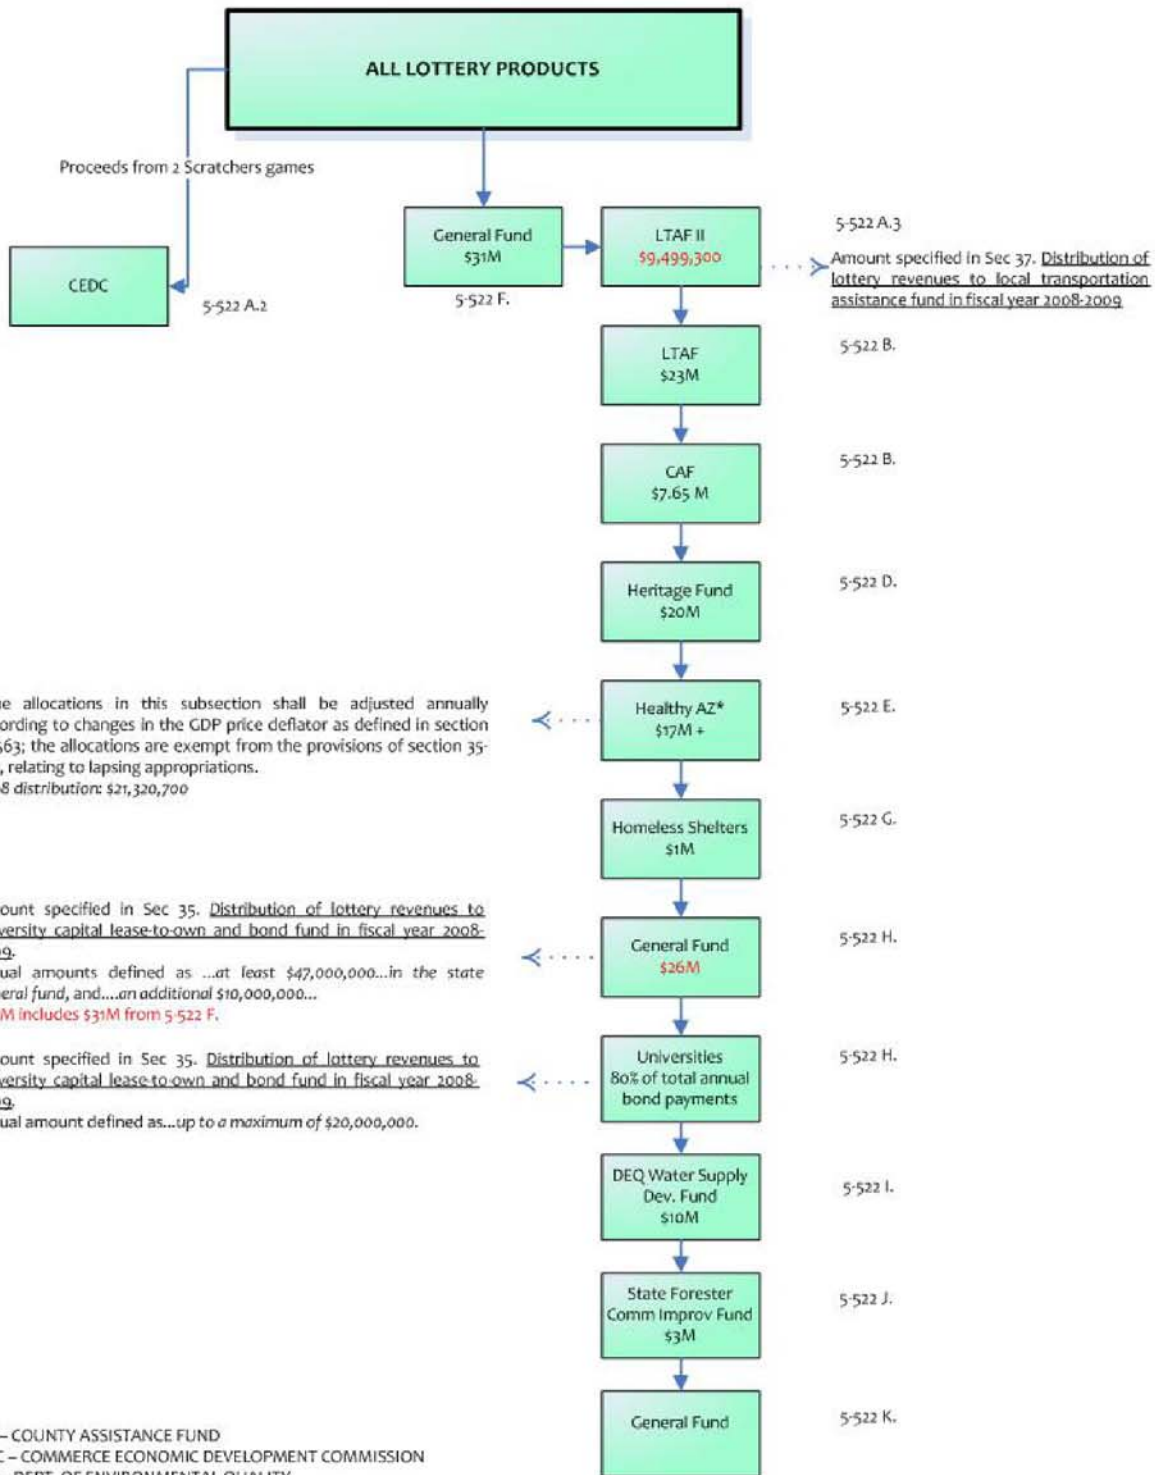 ALL LOTTERY PRODUCTS
Proceeds from 2 Scratchers games
CEDC
5-522 A.2
General Fund
$31M
5-522 F.
LTAF II
$9,499,300
5-522 A.3
Amount specified in Sec 37. Distribution of
lottery revenues to local transportation
assistance fund in fiscal year 2008-2009
LTAF
$23M
5-522 B.
CAF
$7.65 M
5-522 B.
Heritage Fund
$20M
5-522 D.
allocations in this subsection shall be adjusted annually
to changes in the GDP price deflator as defined in section
the allocations are exempt from the provisions of section 35-
, relating to lapsing appropriations.
distribution: $21,320,700
Healthy AZ*
$17M +
5-522 E.
Homeless Shelters
$1M
5-522 G.
specified in Sec 35. Distribution of lottery revenues to
capital lease-to-own and bond fund in fiscal year 2008-
amounts defined as ...at least $47,000,000...in the state
fund, and....an additional $10,000,000...
includes $31M from 5-522 F.
General Fund
$26M
5-522 H.
specified in Sec 35. Distribution of lottery revenues to
capital lease-to-own and bond fund in fiscal year 2008-
amount defined as...up to a maximum of $20,000,000.
Universities
80% of total annual
bond payments
5-522 H.
DEQ Water Supply
Dev. Fund
$10M
5-522 I.
State Forester
Comm Improv Fund
$3M
5-522 J.
General Fund
5-522 K.
– COUNTY ASSISTANCE FUND
– COMMERCE ECONOMIC DEVELOPMENT COMMISSION
DEPT. OF ENVIRONMENTAL QUALITY